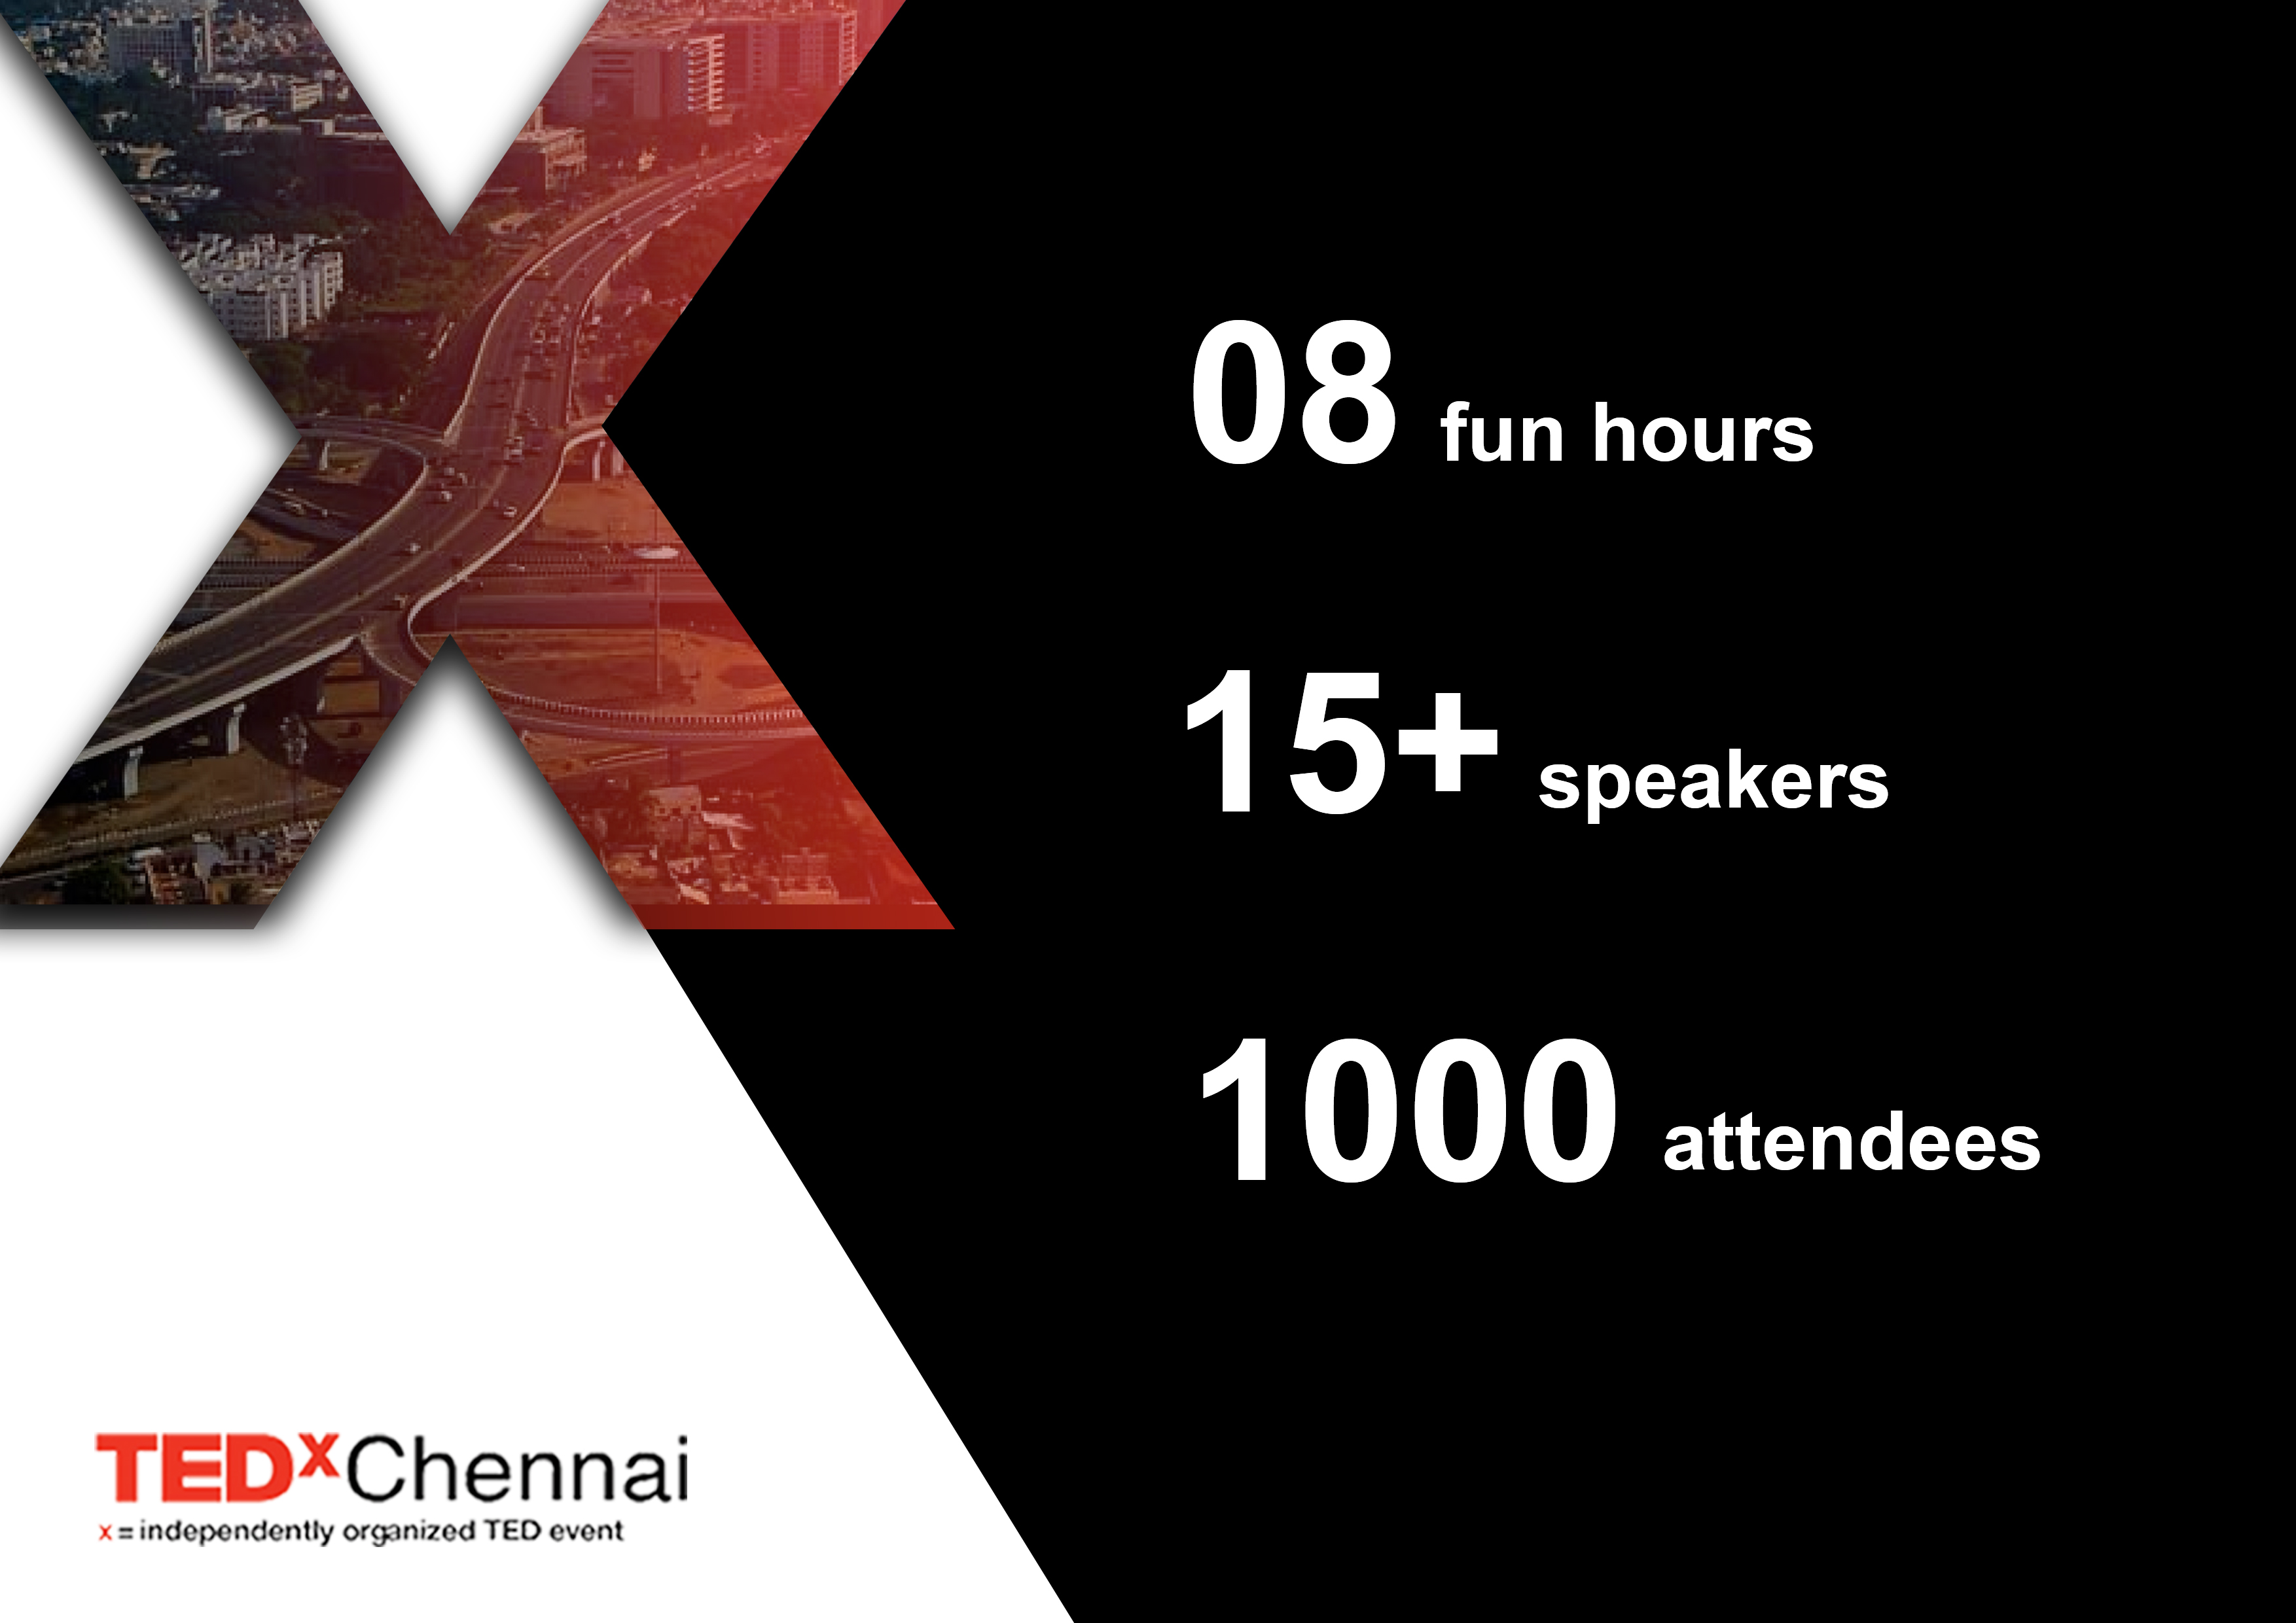 08 fun hours
15+ speakers
1000 attendees
TEDxChennai
x = independently organized TED event